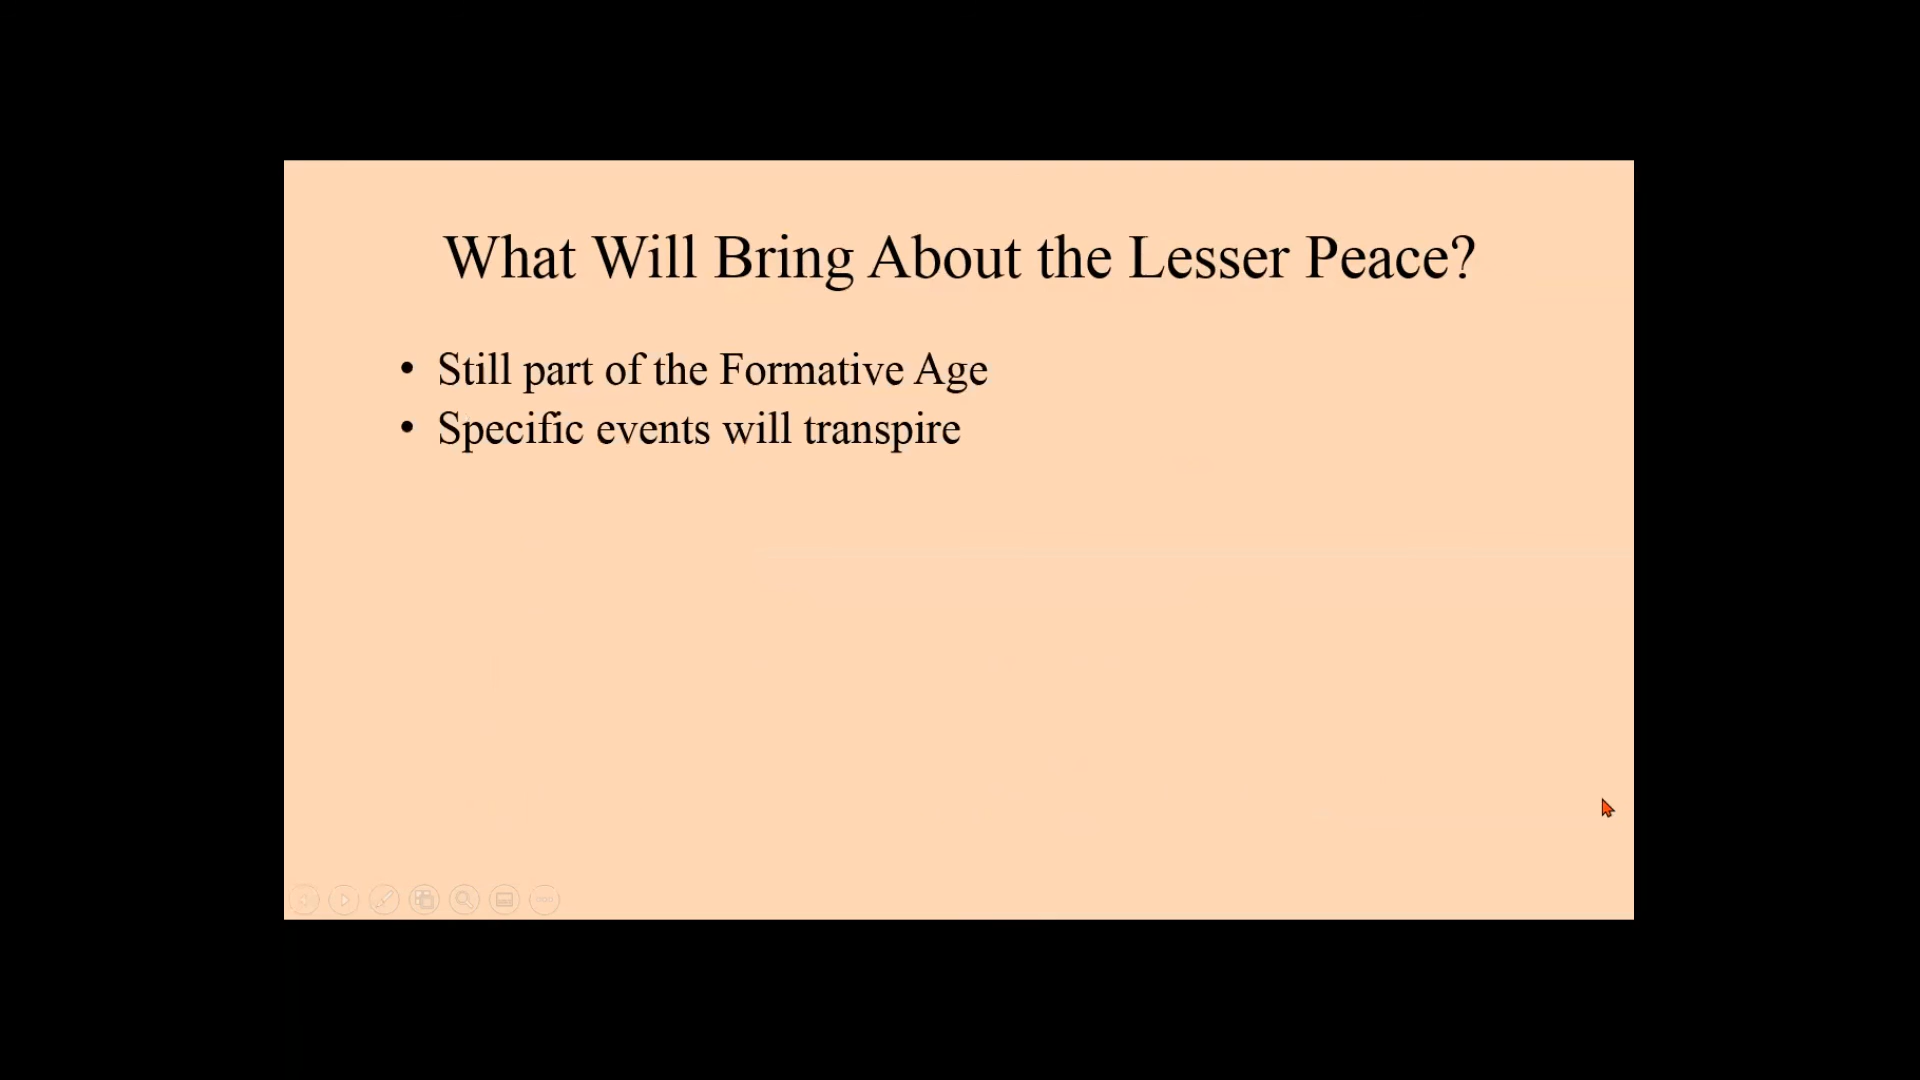 What Will Bring About the Lesser Peace?
• Still part of the Formative Age
• Specific events will transpire